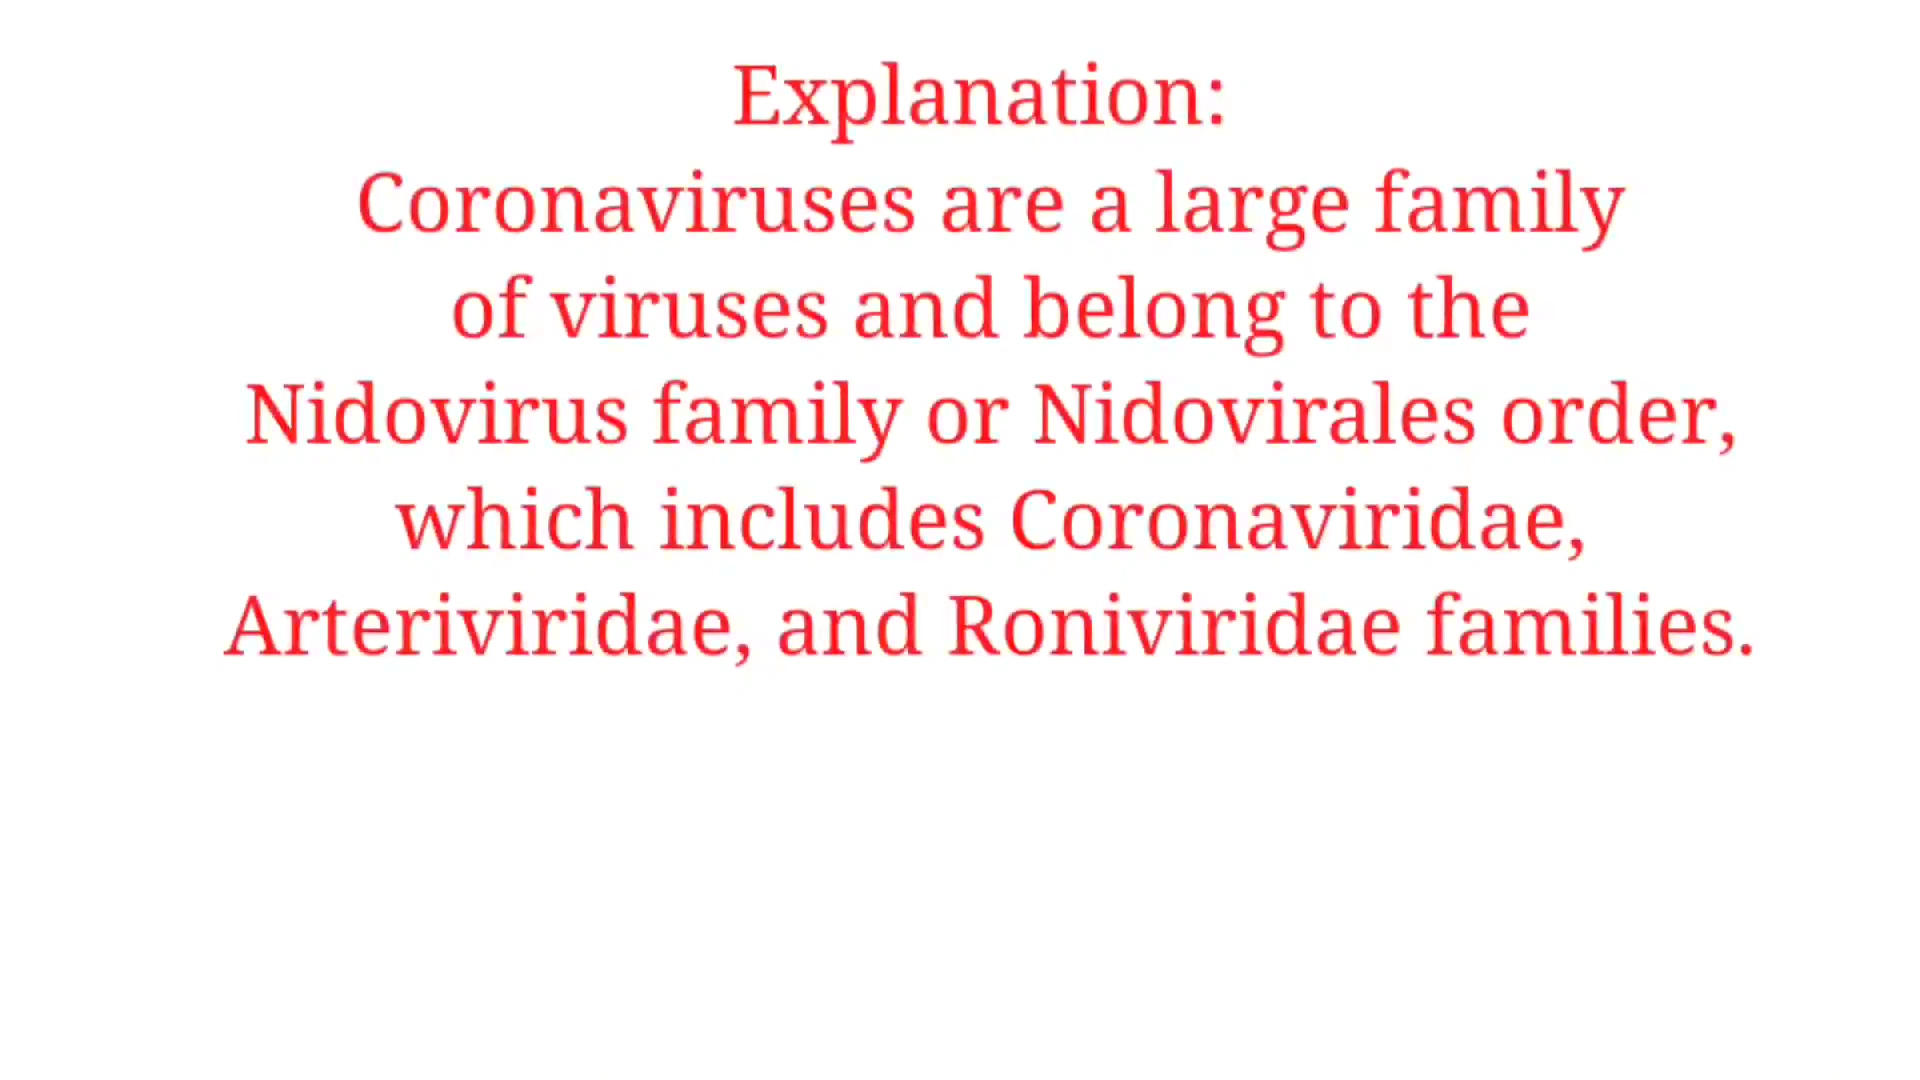 Explanation:
Coronaviruses are a large family
of viruses and belong to the
Nidovirus family or Nidovirales order,
which includes Coronaviridae,
Arteriviridae, and Roniviridae families.